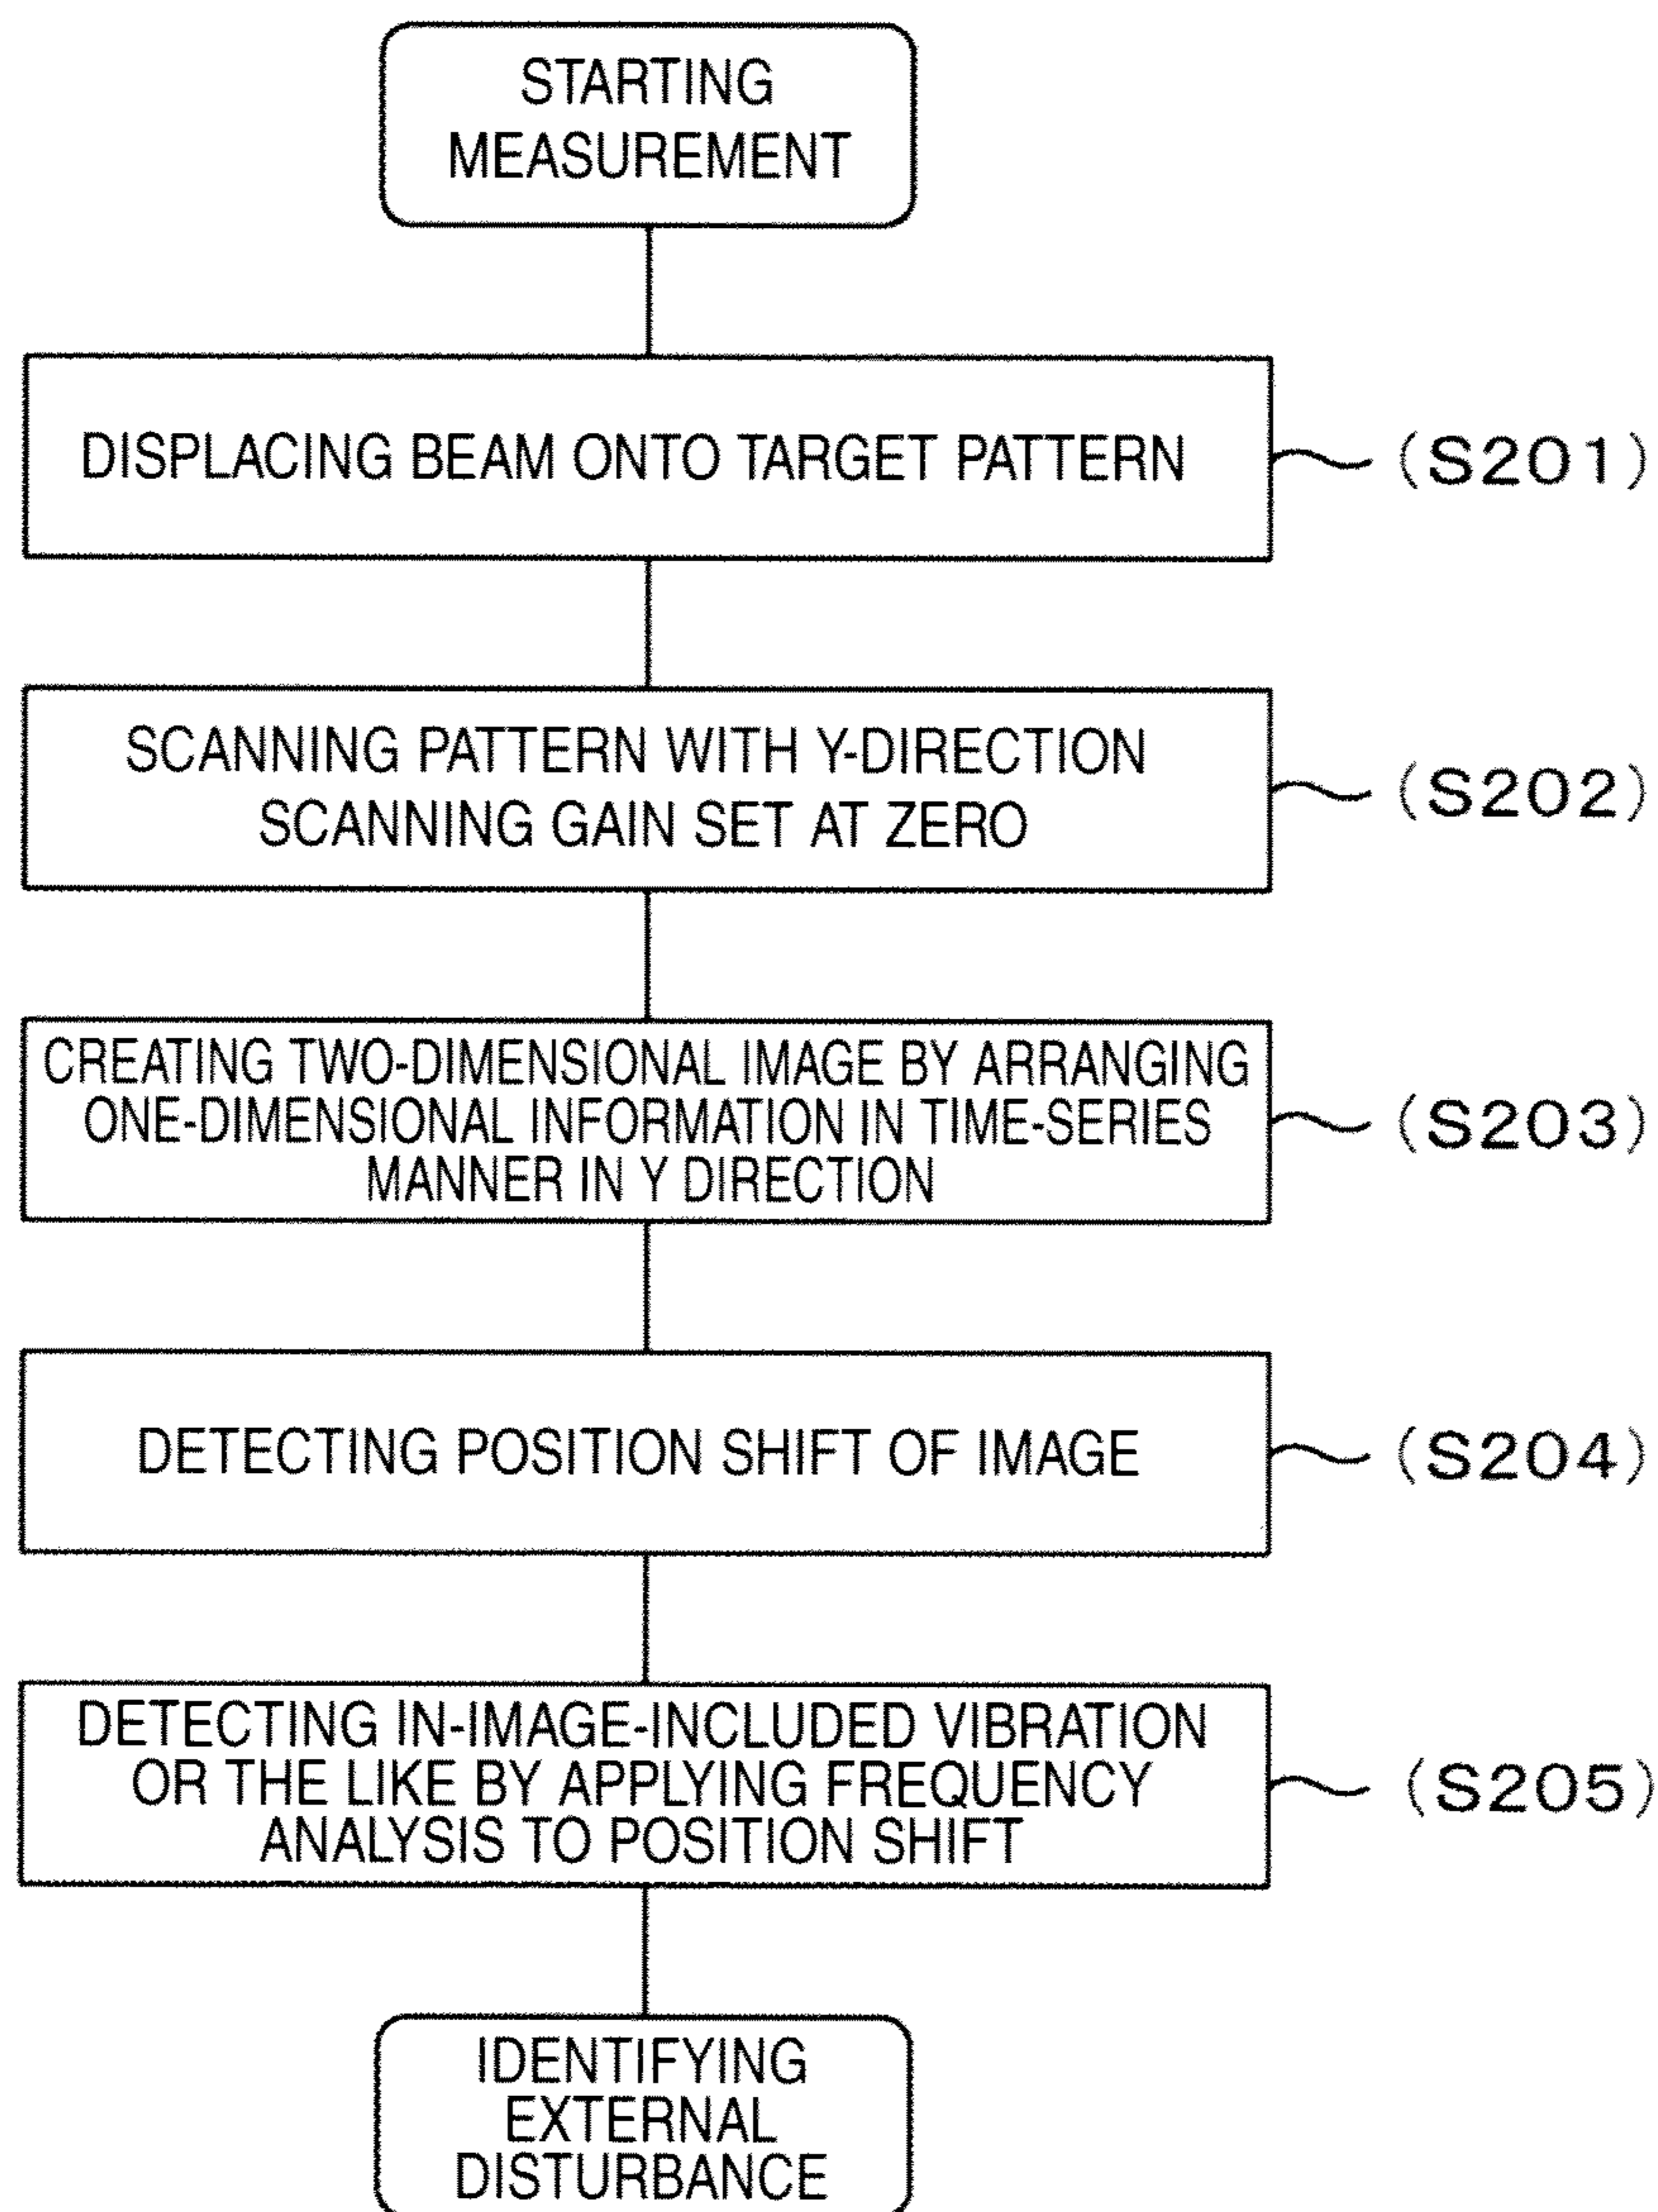 STARTING
MEASUREMENT
DISPLACING BEAM ONTO TARGET PATTERN
(S201)
SCANNING PATTERN WITH Y-DIRECTION
SCANNING GAIN SET AT ZERO
(S202)
CREATING TWO-DIMENSIONAL IMAGE BY ARRANGING
ONE-DIMENSIONAL INFORMATION IN TIME-SERIES
MANNER IN Y DIRECTION
(S203)
DETECTING POSITION SHIFT OF IMAGE
(S204)
DETECTING IN-IMAGE-INCLUDED VIBRATION
OR THE LIKE BY APPLYING FREQUENCY
ANALYSIS TO POSITION SHIFT
(S205)
IDENTIFYING
EXTERNAL
DISTURBANCE